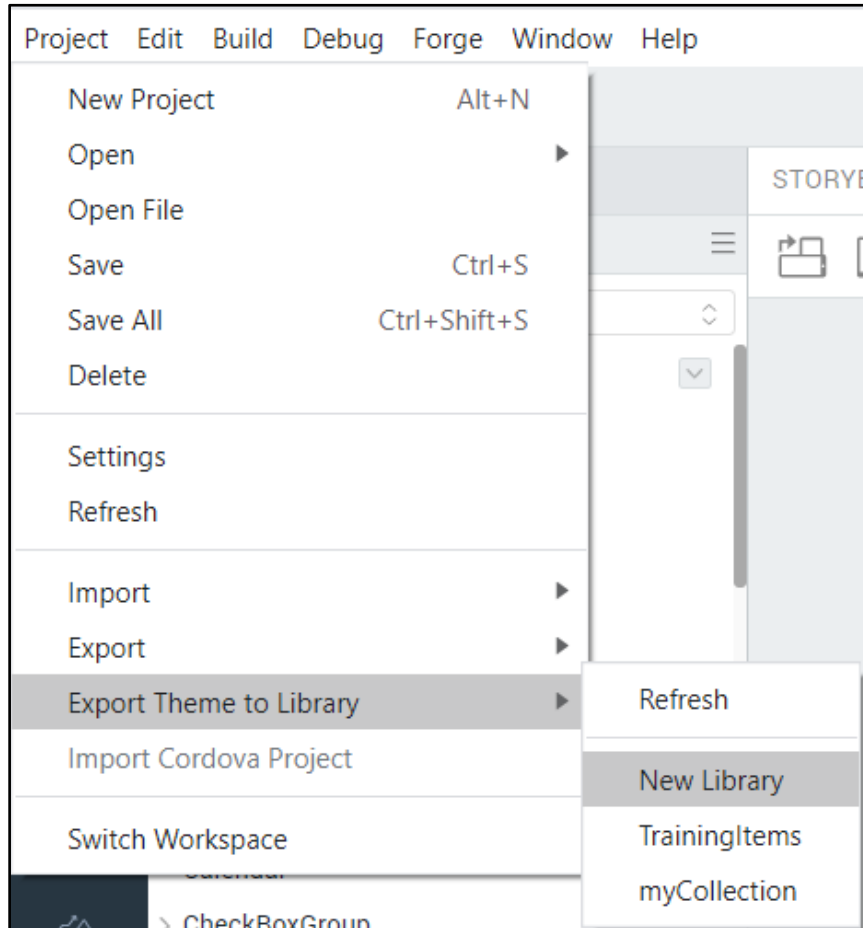 Project Edit Build Debug Forge Window Help
New Project Alt+N
Open
Open File
Save Ctrl+S
Save All Ctrl+Shift+S
Delete
Settings
Refresh
Import
Export
Export Theme to Library
Import Cordova Project
Switch Workspace
Refresh
New Library
TrainingItems
myCollection
CheckBoxGroup